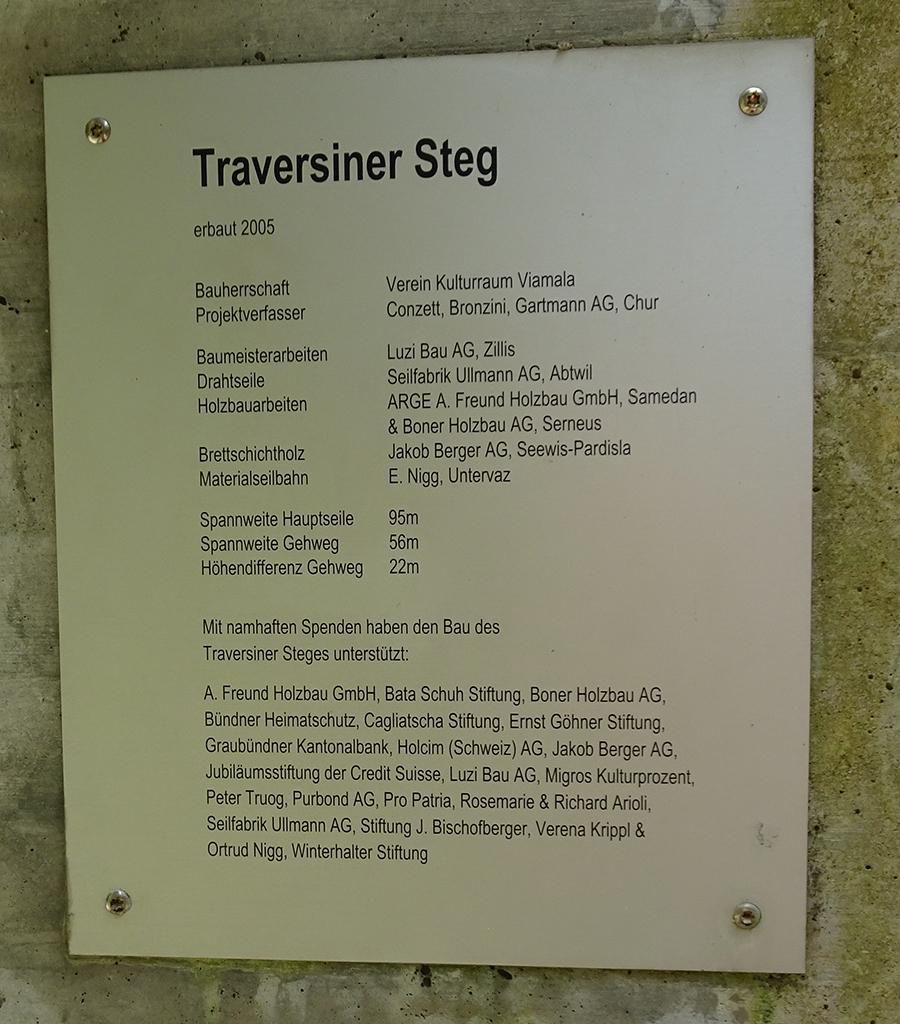 Traversiner Steg
erbaut 2005
Bauherrschaft Verein Kulturraum Viamala
Projektverfasser Conzett, Bronzini, Gartmann AG, Chur
Baumeisterarbeiten Luzi Bau AG, Zillis
Drahtseile Seilfabrik Ullmann AG, Abtwil
Holzbauarbeiten ARGE A. Freund Holzbau GmbH, Samedan
& Boner Holzbau AG, Serneus
Brettschichtholz Jakob Berger AG, Seewis-Pardisla
Materialseilbahn E. Nigg, Untervaz
Spannweite Hauptseile 95m
Spannweite Gehweg 56m
Höhendifferenz Gehweg 22m
Mit namhaften Spenden haben den Bau des
Traversiner Steges unterstützt:
A. Freund Holzbau GmbH, Bata Schuh Stiftung, Boner Holzbau AG,
Bündner Heimatschutz, Cagliatscha Stiftung, Ernst Göhner Stiftung,
Graubündner Kantonalbank, Holcim (Schweiz) AG, Jakob Berger AG,
Jubiläumsstiftung der Credit Suisse, Luzi Bau AG, Migros Kulturprozent,
Peter Truog, Purbond AG, Pro Patria, Rosemarie & Richard Arioli,
Seilfabrik Ullmann AG, Stiftung J. Bischofberger, Verena Krippl &
Ortrud Nigg, Winterhalter Stiftung